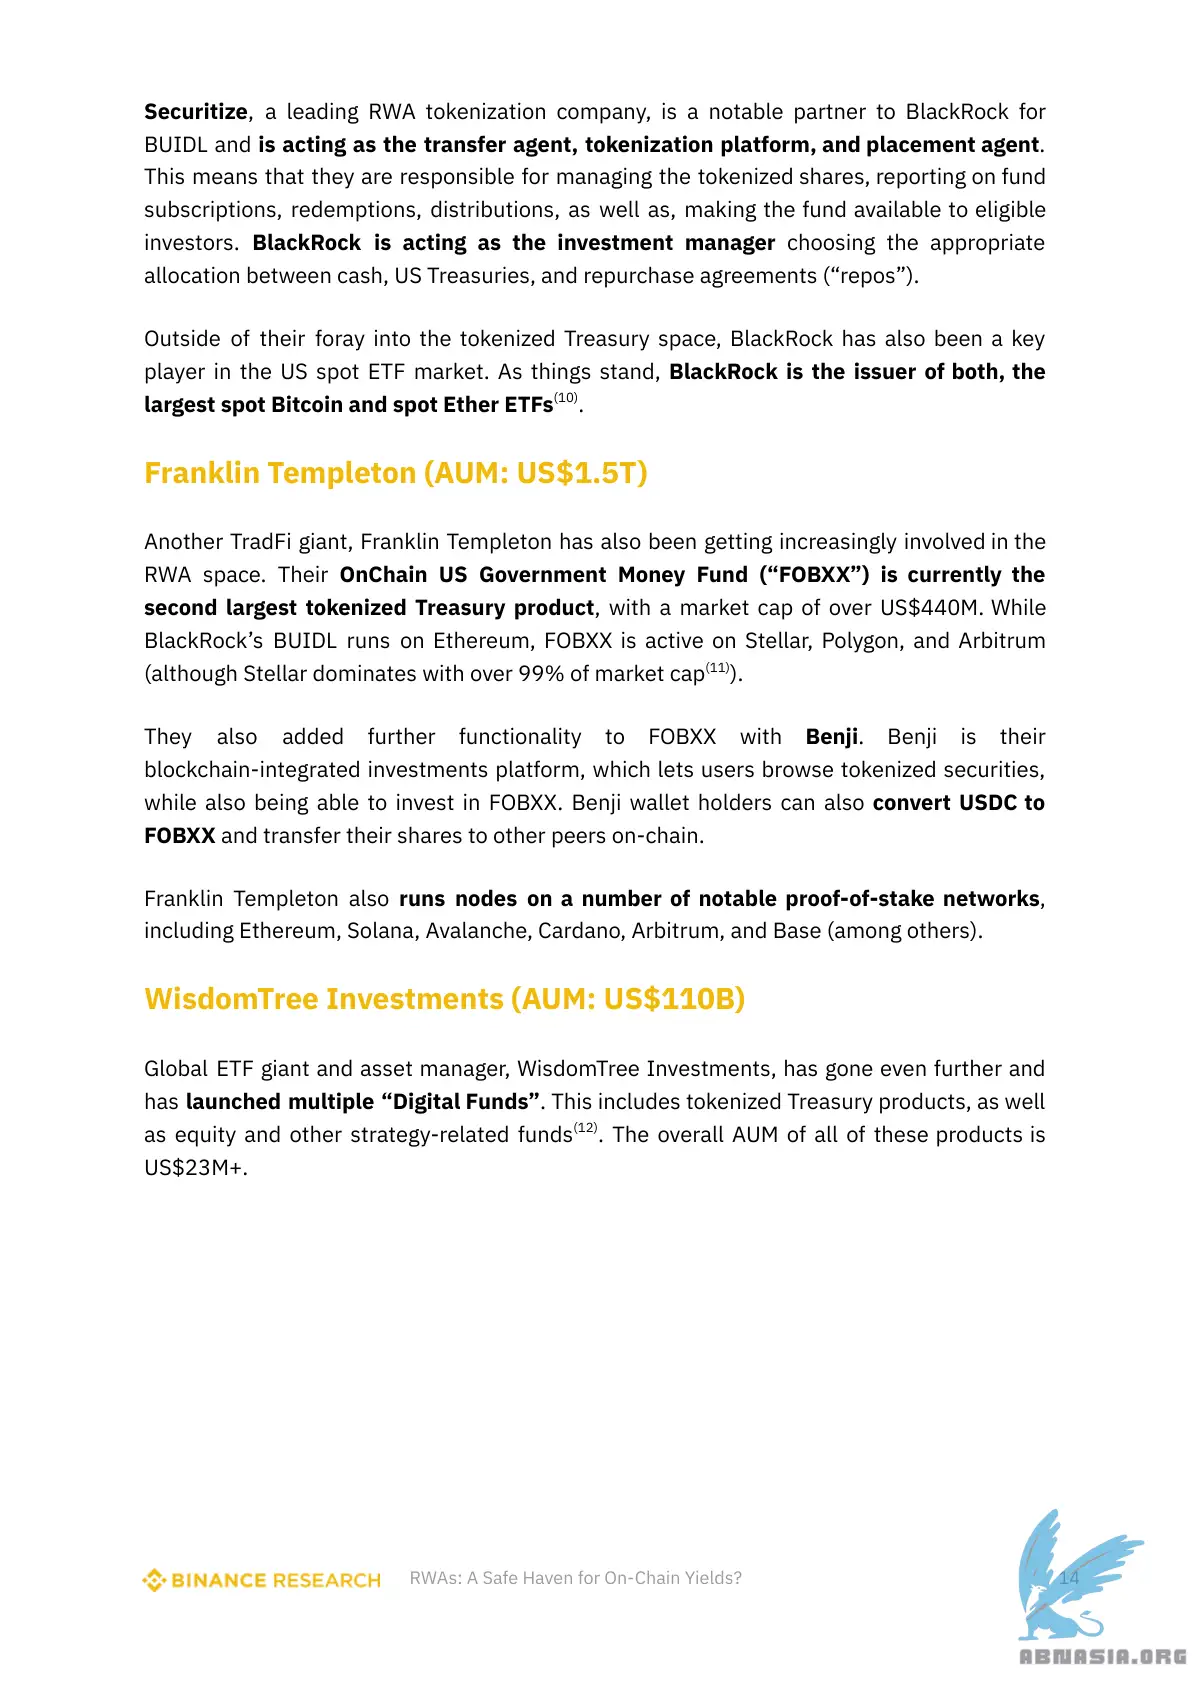 Securitize, a leading RWA tokenization company, is a notable partner to BlackRock for
BUIDL and is acting as the transfer agent, tokenization platform, and placement agent.
This means that they are responsible for managing the tokenized shares, reporting on fund
subscriptions, redemptions, distributions, as well as, making the fund available to eligible
investors. BlackRock is acting as the investment manager choosing the appropriate
allocation between cash, US Treasuries, and repurchase agreements (“repos”).
Outside of their foray into the tokenized Treasury space, BlackRock has also been a key
player in the US spot ETF market. As things stand, BlackRock is the issuer of both, the
largest spot Bitcoin and spot Ether ETFs(10).
Franklin Templeton (AUM: US$1.5T)
Another TradFi giant, Franklin Templeton has also been getting increasingly involved in the
RWA space. Their OnChain US Government Money Fund (“FOBXX”) is currently the
second largest tokenized Treasury product, with a market cap of over US$440M. While
BlackRock’s BUIDL runs on Ethereum, FOBXX is active on Stellar, Polygon, and Arbitrum
(although Stellar dominates with over 99% of market cap(11)).
They also added further functionality to FOBXX with Benji. Benji is their
blockchain-integrated investments platform, which lets users browse tokenized securities,
while also being able to invest in FOBXX. Benji wallet holders can also convert USDC to
FOBXX and transfer their shares to other peers on-chain.
Franklin Templeton also runs nodes on a number of notable proof-of-stake networks,
including Ethereum, Solana, Avalanche, Cardano, Arbitrum, and Base (among others).
WisdomTree Investments (AUM: US$110B)
Global ETF giant and asset manager, WisdomTree Investments, has gone even further and
has launched multiple “Digital Funds”. This includes tokenized Treasury products, as well
as equity and other strategy-related funds(12). The overall AUM of all of these products is
US$23M+.
BINANCE RESEARCH RWAs: A Safe Haven for On-Chain Yields? 14
ABNASIA.ORG